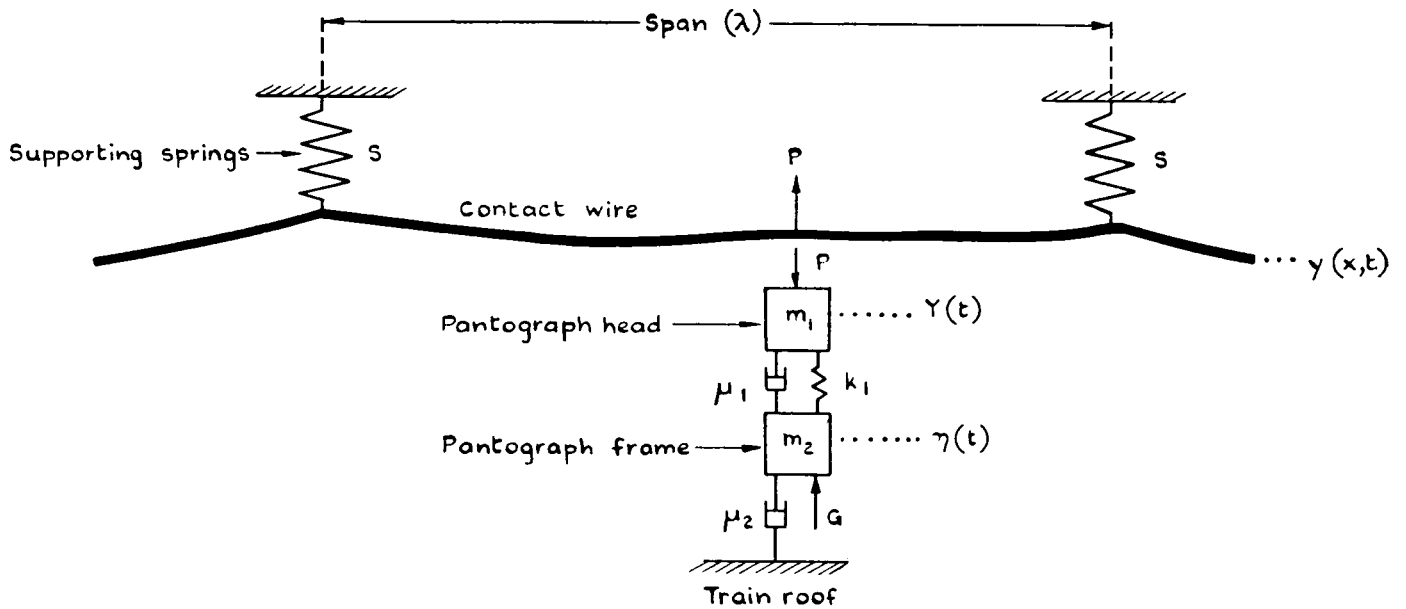 Span (λ)
Supporting springs
S
S
P
Contact wire
P
y(x,t)
m₁
Y(t)
Pantograph head
μ₁
k₁
Pantograph frame
m₂
η(t)
μ₂
G
Train roof